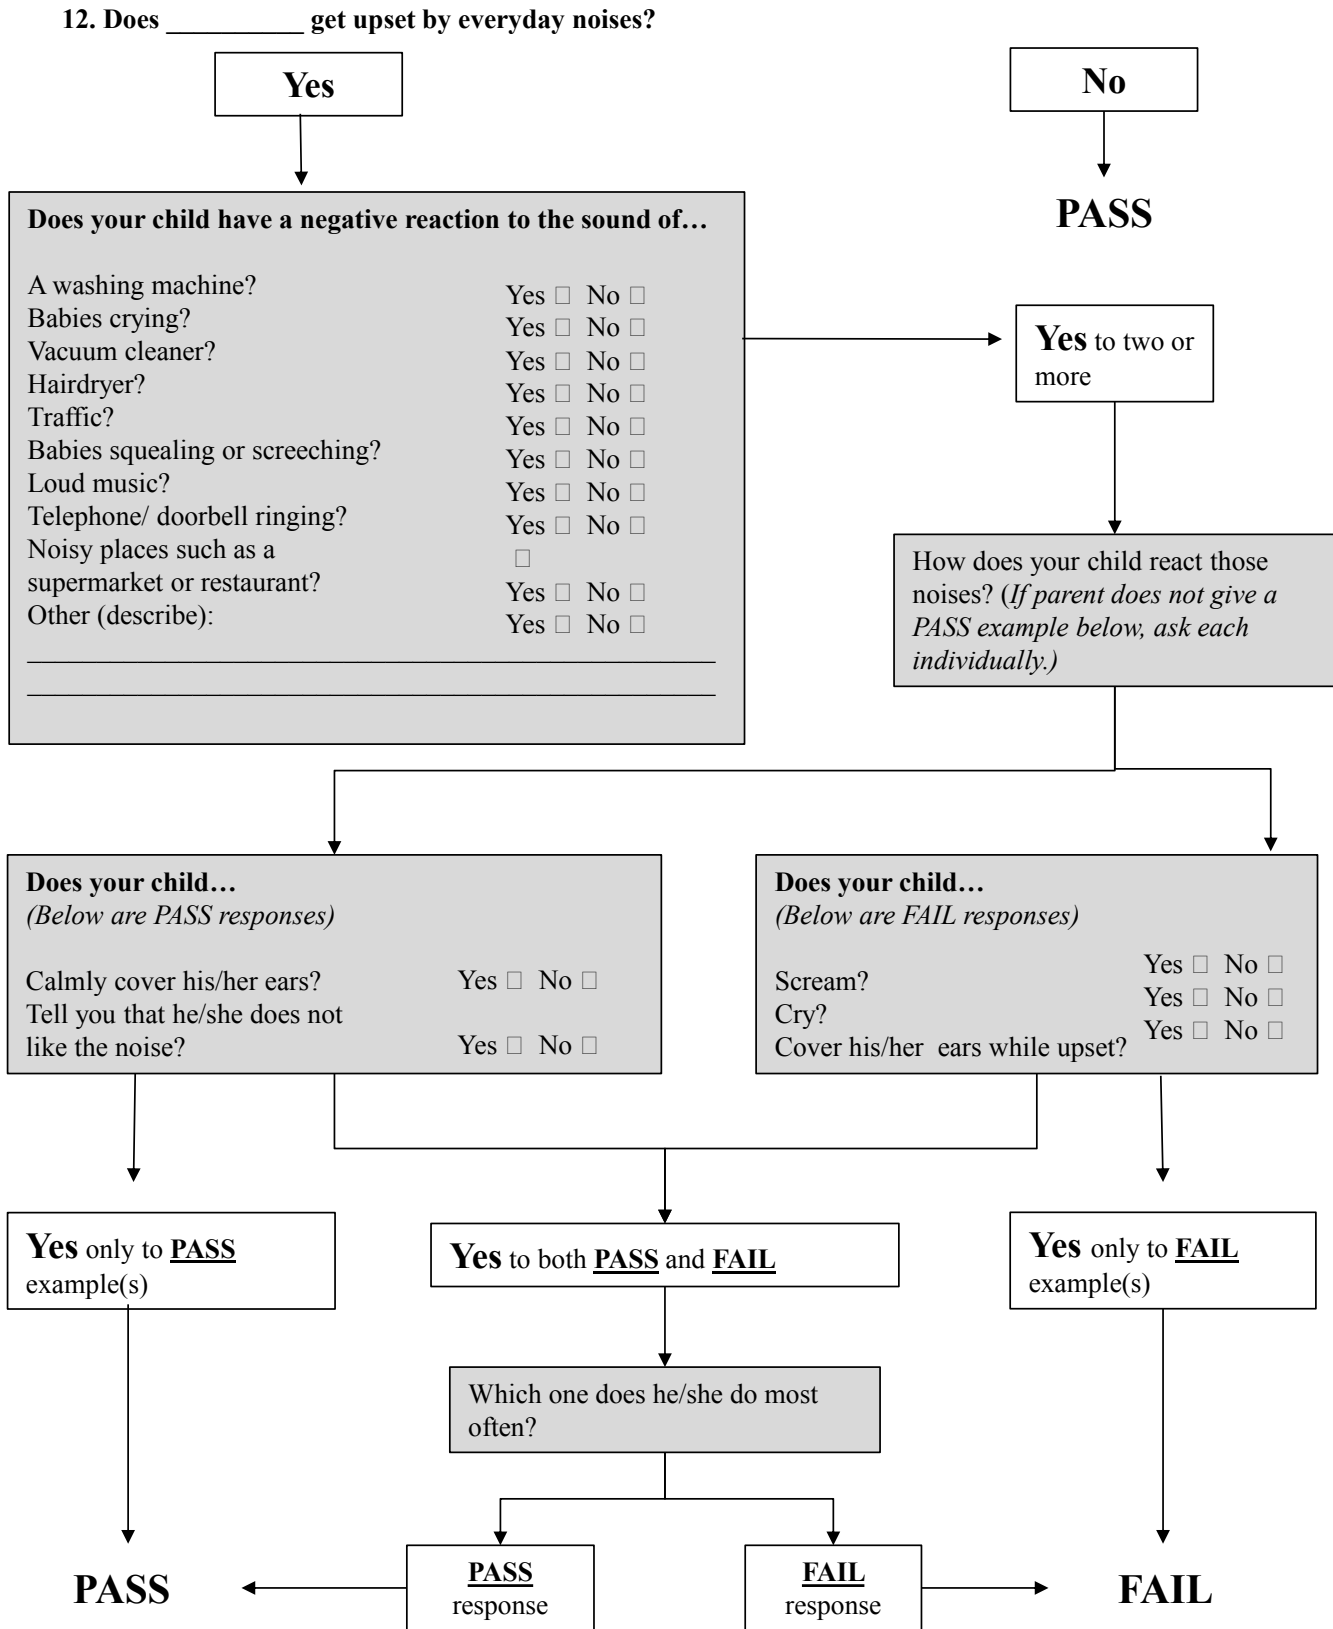 12. Does __________ get upset by everyday noises?
Yes
No
PASS
Does your child have a negative reaction to the sound of…
A washing machine? Yes □ No □
Babies crying? Yes □ No □
Vacuum cleaner? Yes □ No □
Hairdryer? Yes □ No □
Traffic? Yes □ No □
Babies squealing or screeching? Yes □ No □
Loud music? Yes □ No □
Telephone/ doorbell ringing? Yes □ No □
Noisy places such as a □
supermarket or restaurant? Yes □ No □
Other (describe): Yes □ No □
__________________________________________________
__________________________________________________
Yes to two or
more
How does your child react those
noises? (If parent does not give a
PASS example below, ask each
individually.)
Does your child…
(Below are PASS responses)
Calmly cover his/her ears? Yes □ No □
Tell you that he/she does not
like the noise? Yes □ No □
Does your child…
(Below are FAIL responses)
Scream? Yes □ No □
Cry? Yes □ No □
Cover his/her ears while upset? Yes □ No □
Yes only to PASS
example(s)
Yes to both PASS and FAIL
Yes only to FAIL
example(s)
Which one does he/she do most
often?
PASS
PASS
response
FAIL
response
FAIL